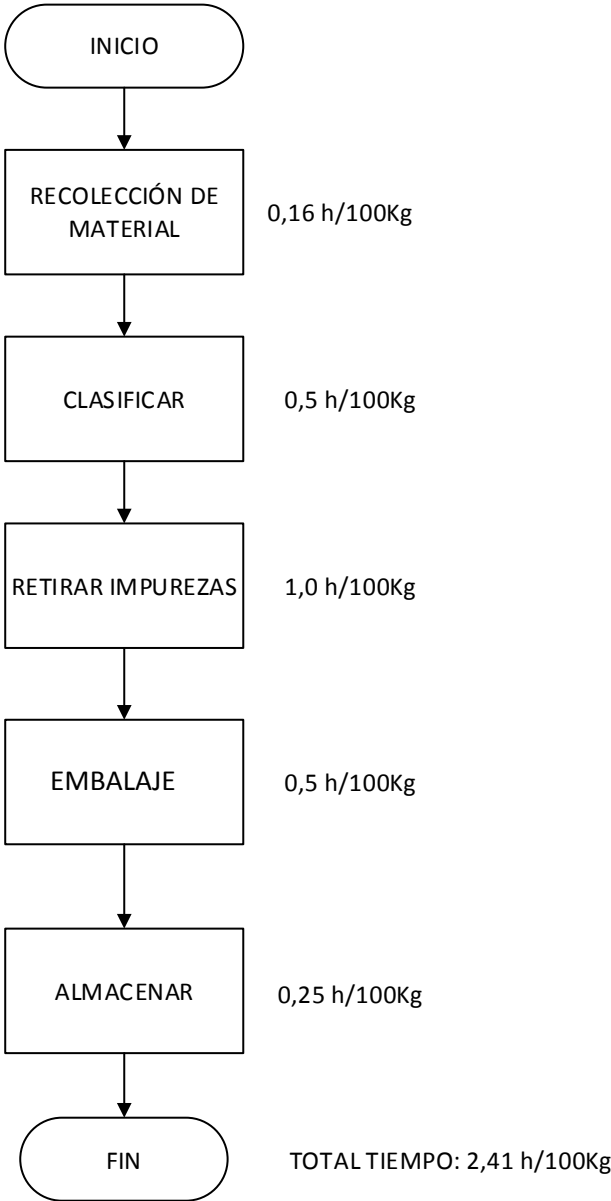 INICIO
RECOLECCIÓN DE
MATERIAL
0,16 h/100Kg
CLASIFICAR
0,5 h/100Kg
RETIRAR IMPUREZAS
1,0 h/100Kg
EMBALAJE
0,5 h/100Kg
ALMACENAR
0,25 h/100Kg
FIN
TOTAL TIEMPO: 2,41 h/100Kg